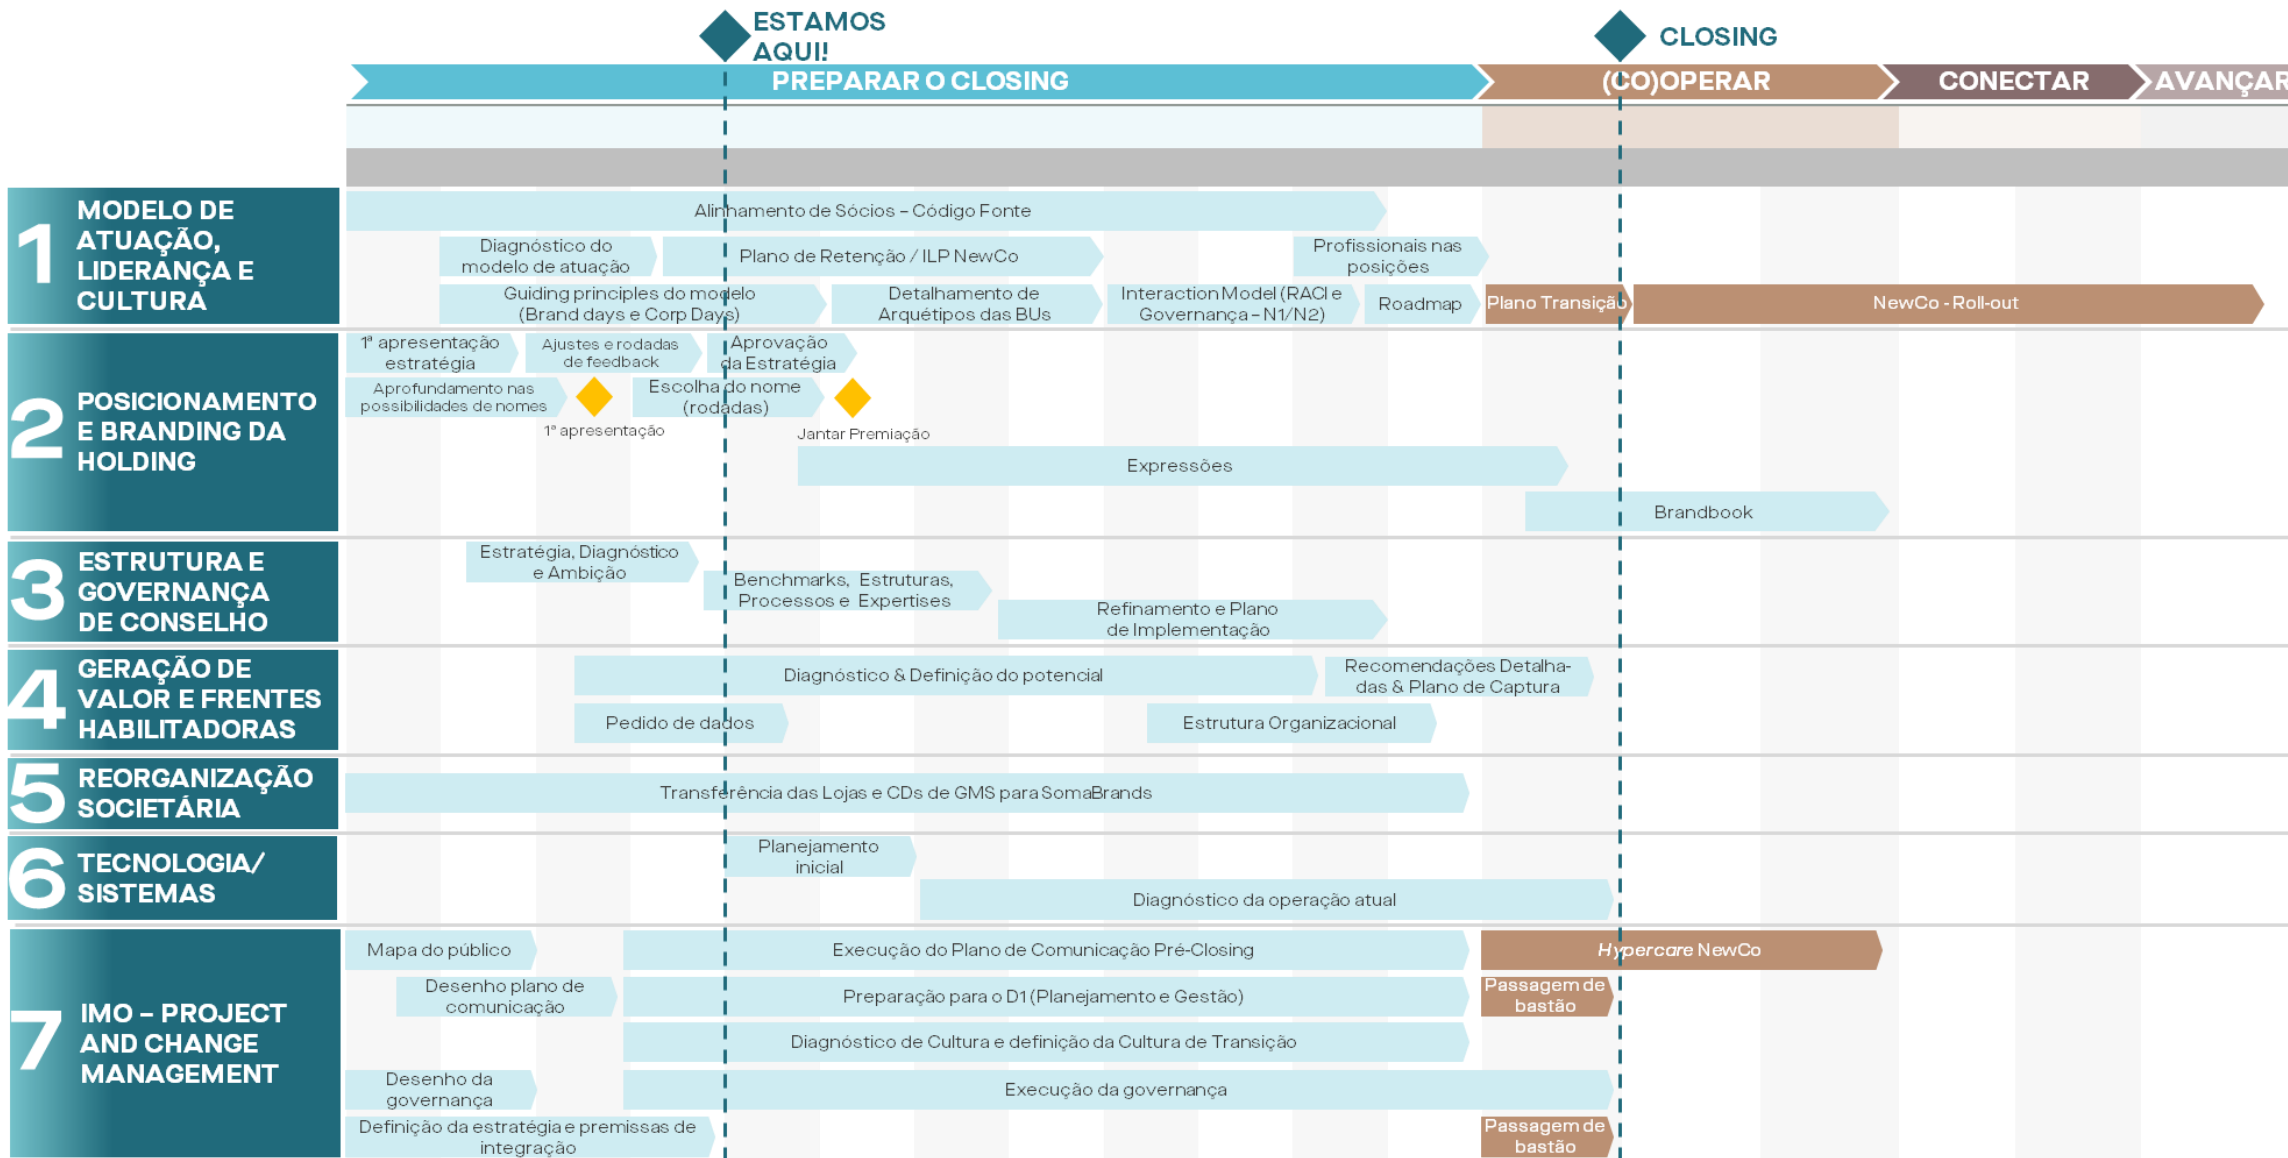 ESTAMOS
AQUI!
CLOSING
PREPARAR O CLOSING
(CO)OPERAR
CONECTAR
AVANÇAR
1
MODELO DE
ATUAÇÃO,
LIDERANÇA E
CULTURA
Alinhamento de Sócios – Código Fonte
Diagnóstico do
modelo de atuação
Plano de Retenção / ILP NewCo
Profissionais nas
posições
Guiding principles do modelo
(Brand days e Corp Days)
Detalhamento de
Arquétipos das BUs
Interaction Model (RACI e
Governança – N1/N2)
Roadmap
Plano Transição
NewCo - Roll-out
2
POSICIONAMENTO
E BRANDING DA
HOLDING
1ª apresentação
estratégia
Ajustes e rodadas
de feedback
Aprovação
da Estratégia
Aprofundamento nas
possibilidades de nomes
1ª apresentação
Escolha do nome
(rodadas)
Jantar Premiação
Expressões
Brandbook
3
ESTRUTURA E
GOVERNANÇA
DE CONSELHO
Estratégia, Diagnóstico
e Ambição
Benchmarks, Estruturas,
Processos e Expertises
Refinamento e Plano
de Implementação
4
GERAÇÃO DE
VALOR E FRENTES
HABILITADORAS
Diagnóstico & Definição do potencial
Recomendações Detalha-
das & Plano de Captura
Pedido de dados
Estrutura Organizacional
5
REORGANIZAÇÃO
SOCIETÁRIA
Transferência das Lojas e CDs de GMS para SomaBrands
6
TECNOLOGIA/
SISTEMAS
Planejamento
inicial
Diagnóstico da operação atual
7
IMO – PROJECT
AND CHANGE
MANAGEMENT
Mapa do público
Execução do Plano de Comunicação Pré-Closing
Hypercare NewCo
Desenho plano de
comunicação
Preparação para o D1 (Planejamento e Gestão)
Passagem de
bastão
Diagnóstico de Cultura e definição da Cultura de Transição
Desenho da
governança
Execução da governança
Definição da estratégia e premissas de
integração
Passagem de
bastão